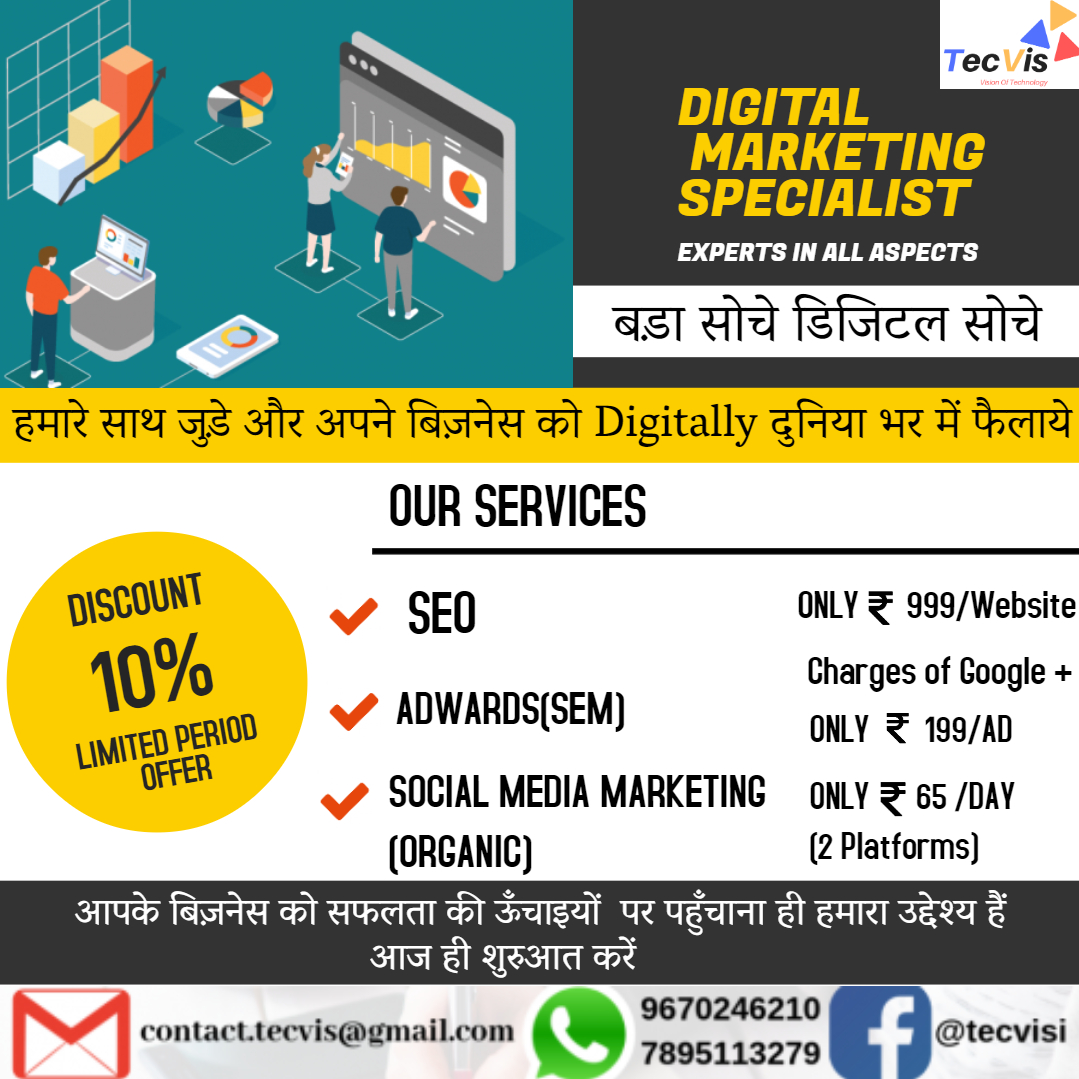 TecVis
Vision Of Technology
DIGITAL
MARKETING
SPECIALIST
EXPERTS IN ALL ASPECTS
बड़ा सोचे डिजिटल सोचे
हमारे साथ जुड़े और अपने बिज़नेस को Digitally दुनिया भर में फैलाये
OUR SERVICES
DISCOUNT
10%
LIMITED PERIOD
OFFER
SEO
ONLY ₹ 999/Website
ADWARDS(SEM)
Charges of Google +
ONLY ₹ 199/AD
SOCIAL MEDIA MARKETING
(ORGANIC)
ONLY ₹ 65 /DAY
(2 Platforms)
आपके बिज़नेस को सफलता की ऊँचाइयों पर पहुँचाना ही हमारा उद्देश्य हैं
आज ही शुरुआत करें
contact.tecvis@gmail.com
9670246210
7895113279
@tecvisi